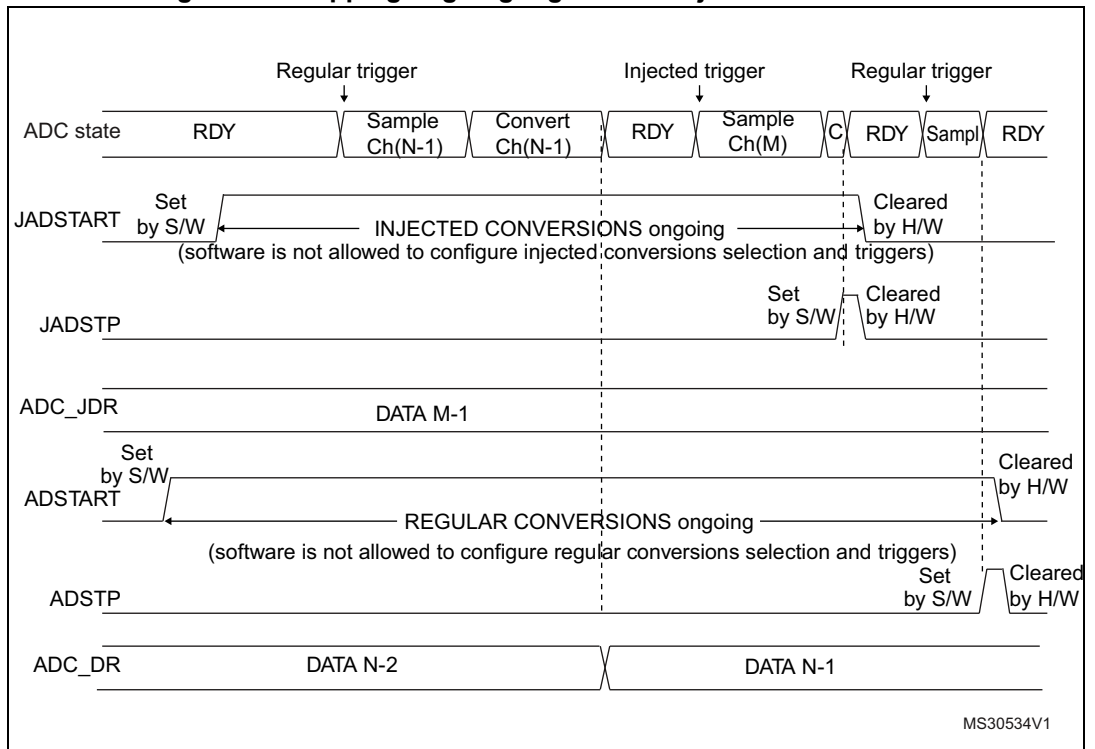 Regular trigger Injected trigger Regular trigger
ADC state RDY Sample Ch(N-1) Convert Ch(N-1) RDY Sample Ch(M) C RDY Sampl RDY
JADSTART Set by S/W INJECTED CONVERSIONS ongoing Cleared by H/W
(software is not allowed to configure injected conversions selection and triggers)
JADSTP Set by S/W Cleared by H/W
ADC_JDR DATA M-1
ADSTART Set by S/W REGULAR CONVERSIONS ongoing Cleared by H/W
(software is not allowed to configure regular conversions selection and triggers)
ADSTP Set by S/W Cleared by H/W
ADC_DR DATA N-2 DATA N-1
MS30534V1